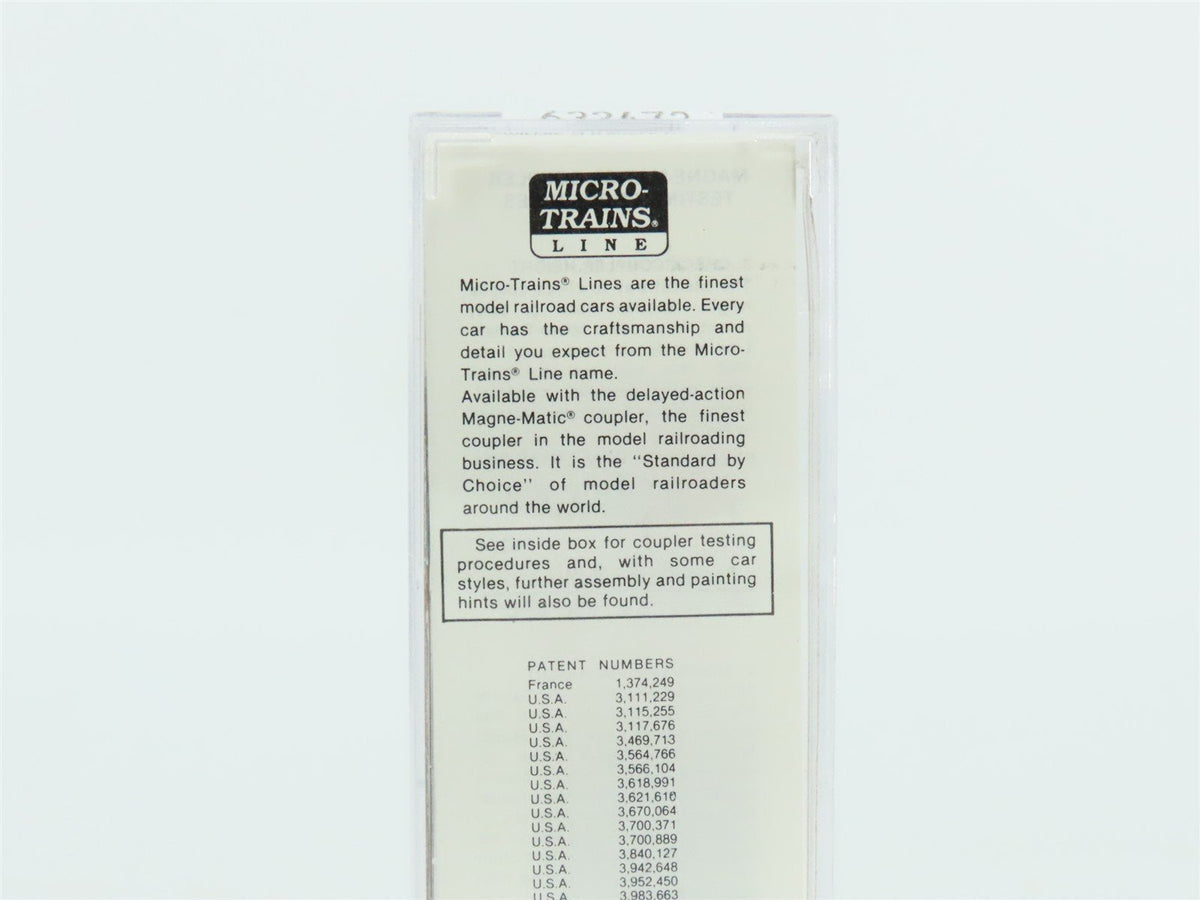 MICRO-
TRAINS®
LINE
Micro-Trains® Lines are the finest
model railroad cars available. Every
car has the craftsmanship and
detail you expect from the Micro-
Trains® Line name.
Available with the delayed-action
Magne-Matic® coupler, the finest
coupler in the model railroading
business. It is the "Standard by
Choice" of model railroaders
around the world.
See inside box for coupler testing
procedures and, with some car
styles, further assembly and painting
hints will also be found.
PATENT NUMBERS
France 1,374,249
U.S.A. 3,111,229
U.S.A. 3,115,255
U.S.A. 3,117,676
U.S.A. 3,469,713
U.S.A. 3,564,766
U.S.A. 3,566,104
U.S.A. 3,618,991
U.S.A. 3,621,610
U.S.A. 3,670,064
U.S.A. 3,700,371
U.S.A. 3,700,889
U.S.A. 3,840,127
U.S.A. 3,942,648
U.S.A. 3,952,450
U.S.A. 3,983,663